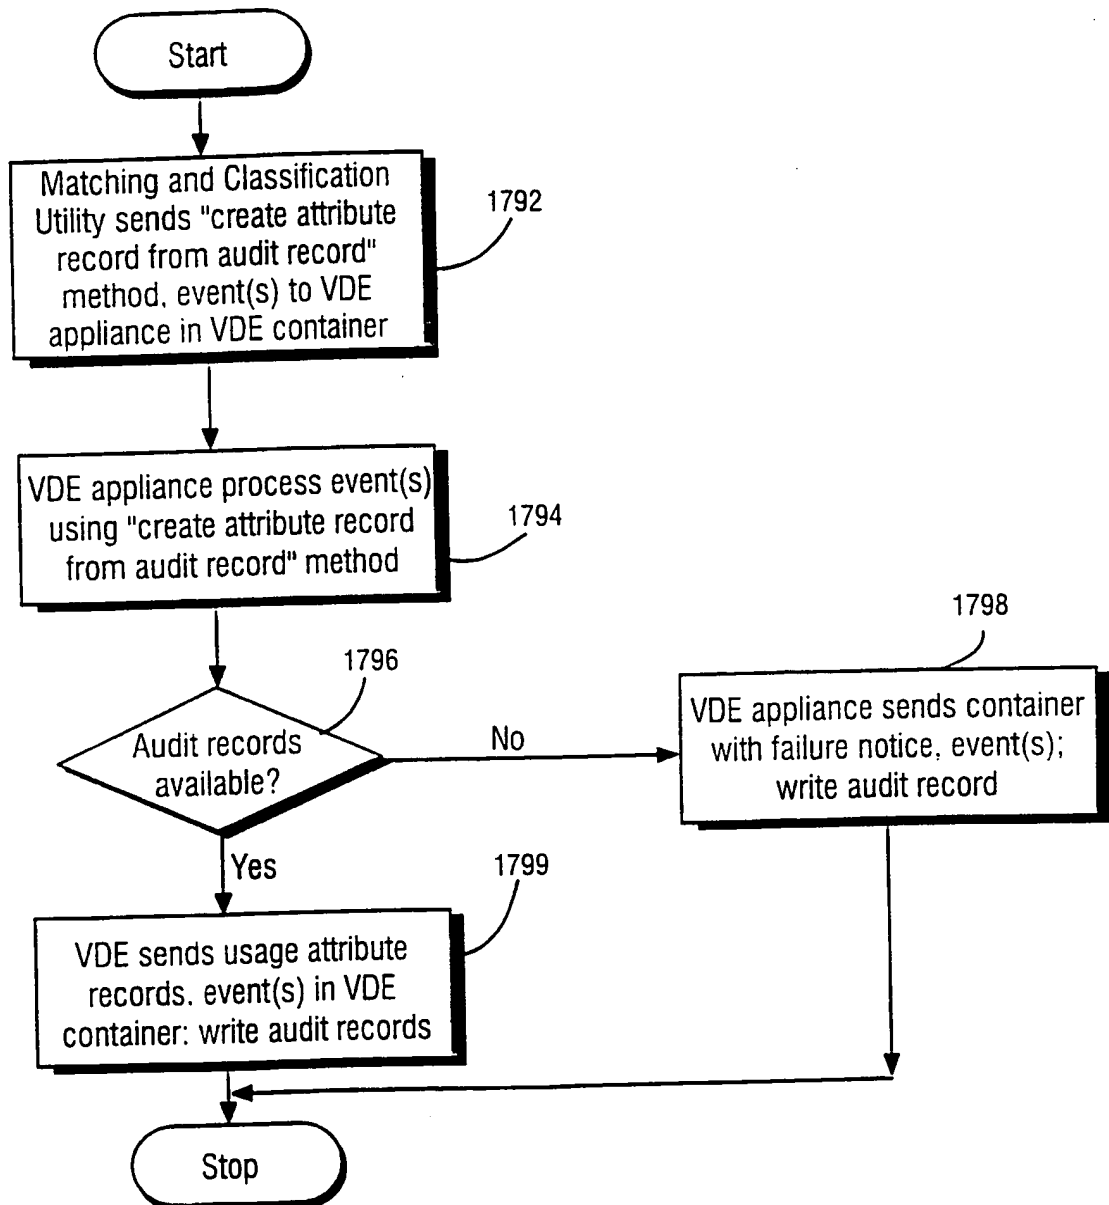 Start
Matching and Classification
Utility sends "create attribute
record from audit record"
method, event(s) to VDE
appliance in VDE container
1792
VDE appliance process event(s)
using "create attribute record
from audit record" method
1794
1796
Audit records
available?
No
1798
VDE appliance sends container
with failure notice, event(s);
write audit record
Yes
1799
VDE sends usage attribute
records, event(s) in VDE
container: write audit records
Stop